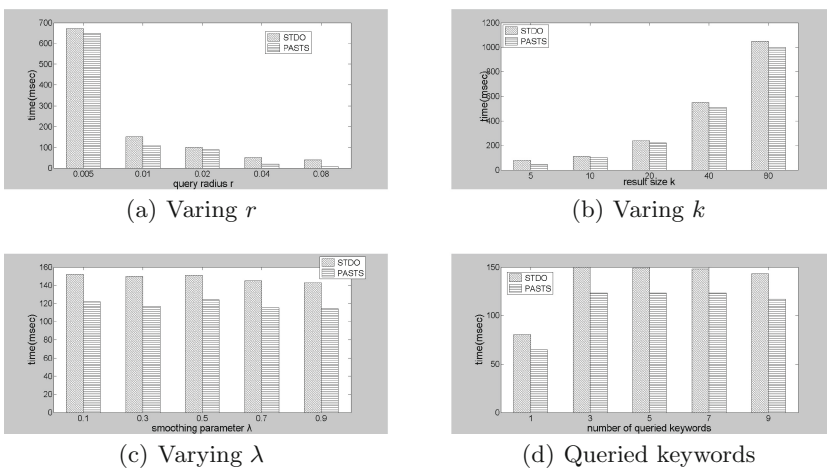 700
600
500
400
300
200
100
0
time(msec)
STDO
PASTS
0.005 0.01 0.02 0.04 0.08
query radius r
(a) Varing r
1200
1000
800
600
400
200
0
time(msec)
STDO
PASTS
5 10 20 40 80
result size k
(b) Varing k
160
140
120
100
80
60
40
20
0
time(msec)
STDO
PASTS
0.1 0.3 0.5 0.7 0.9
smoothing parameter λ
(c) Varying λ
150
100
50
0
time(msec)
STDO
PASTS
1 3 5 7 9
number of queried keywords
(d) Queried keywords